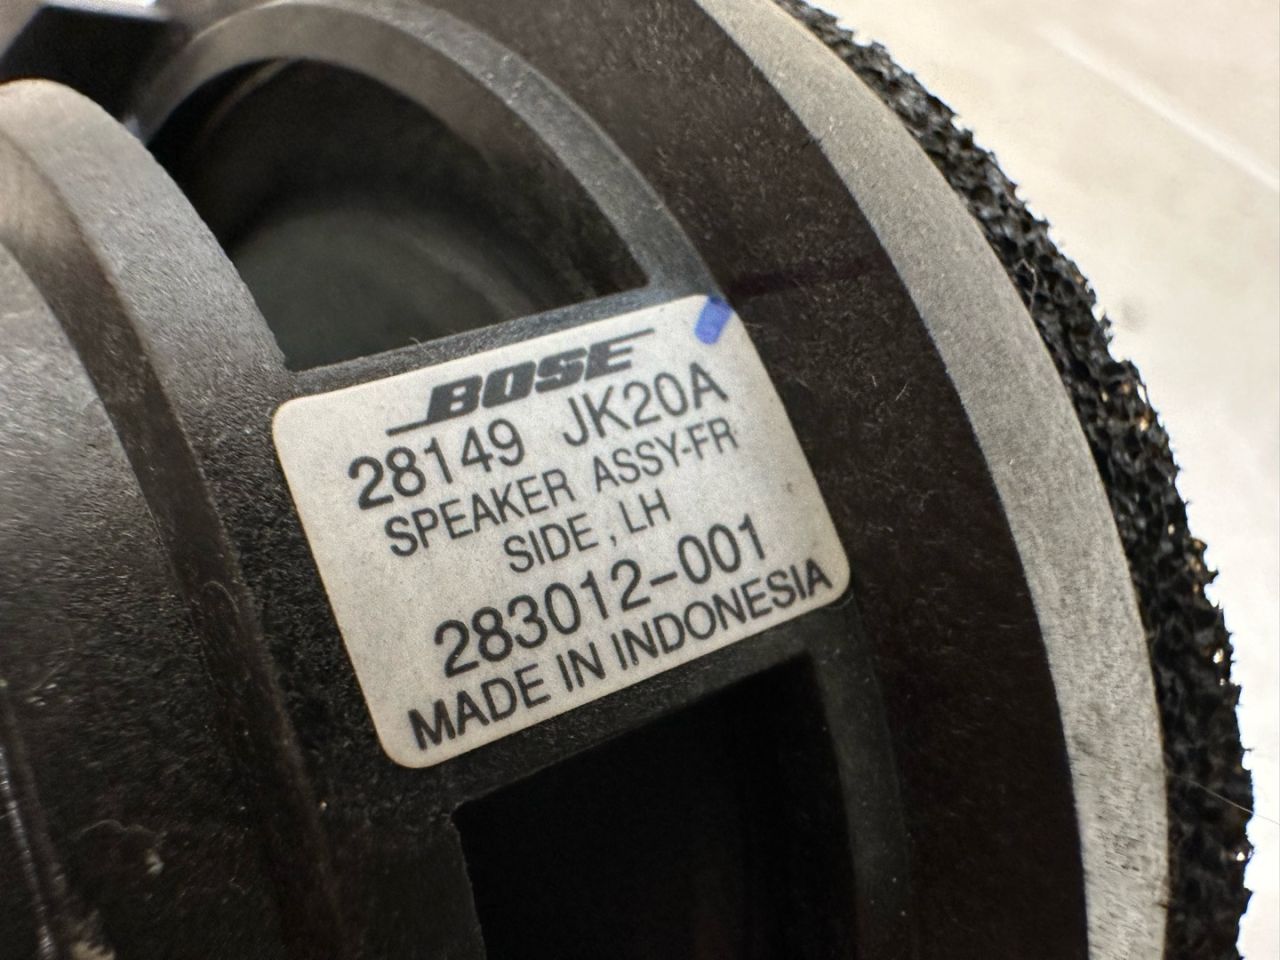 BOSE
28149 JK20A
SPEAKER ASSY-FR
SIDE, LH
283012-001
MADE IN INDONESIA